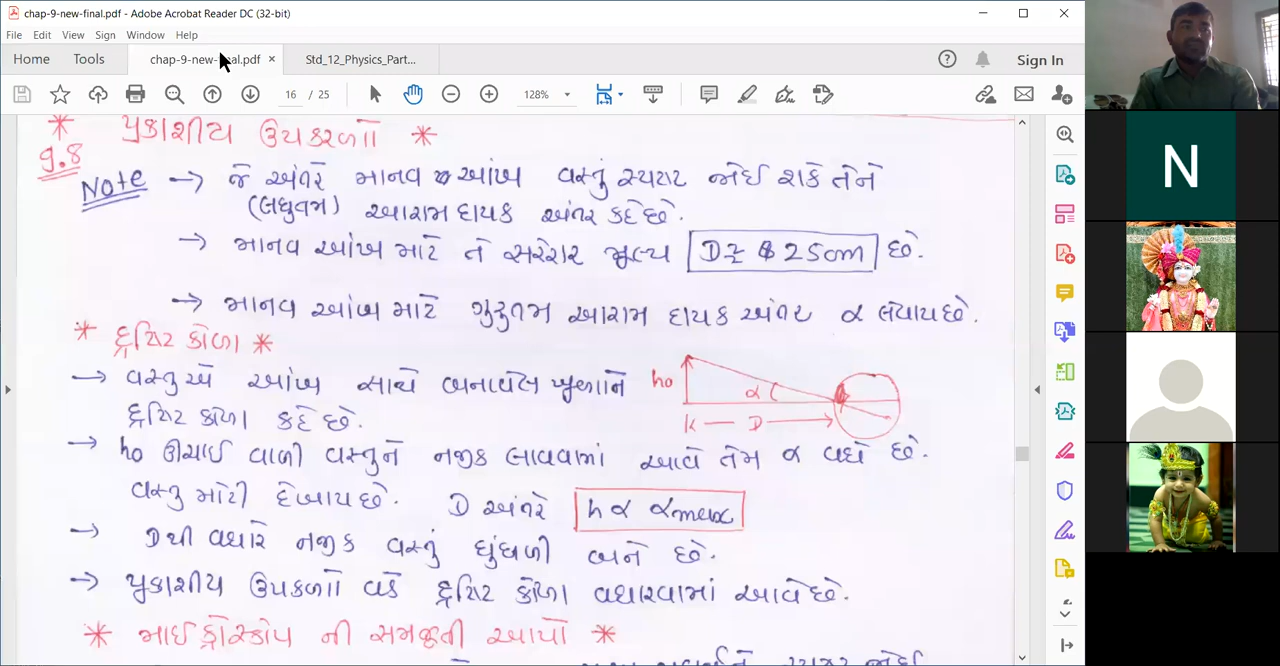 chap-9-new-final.pdf - Adobe Acrobat Reader DC (32-bit)
File Edit View Sign Window Help
Home Tools chap-9-new-final.pdf × Std_12_Physics_Part... Sign In
16 / 25 128%
* પ્રકાશીય ઉપકરણો *
9.8
Note → જે અંતરે માનવ આંખ વસ્તુ સ્પષ્ટ જોઈ શકે તેને
(લઘુત્તમ) આરામ દાયક અંતર કહે છે.
→ માનવ આંખ માટે તે સરેરાશ મૂલ્ય D ≥ 25cm છે.
→ માનવ આંખ માટે ગુરુતમ આરામ દાયક અંતર ∝ લેવાય છે.
* દ્રષ્ટિ કોણ *
→ વસ્તુએ આંખ સાથે બનાવેલ ખૂણાને
દ્રષ્ટિ કોણ કહે છે.
ho α D
→ ho ઊંચાઈ વાળી વસ્તુને નજીક લાવવામાં આવે તેમ α વધે છે.
વસ્તુ મોટી દેખાય છે. D અંતરે h ∝ αmax
→ Dથી વધારે નજીક વસ્તું ધુંધળી બને છે.
→ પ્રકાશીય ઉપકણો વડે દ્રષ્ટિ કોણ વધારવામાં આવે છે.
* માઈક્રોસ્કોપ ની સમજૂતી આપો *
N